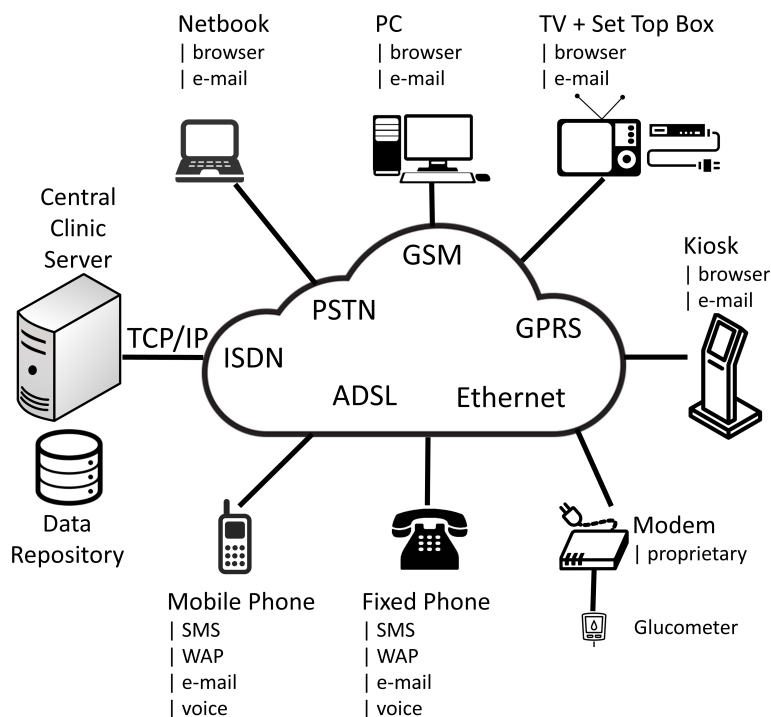 Netbook
| browser
| e-mail
PC
| browser
| e-mail
TV + Set Top Box
| browser
| e-mail
Central
Clinic
Server
Kiosk
| browser
| e-mail
GSM
PSTN
GPRS
TCP/IP
ISDN
ADSL
Ethernet
Data
Repository
Modem
| proprietary
Glucometer
Mobile Phone
| SMS
| WAP
| e-mail
| voice
Fixed Phone
| SMS
| WAP
| e-mail
| voice